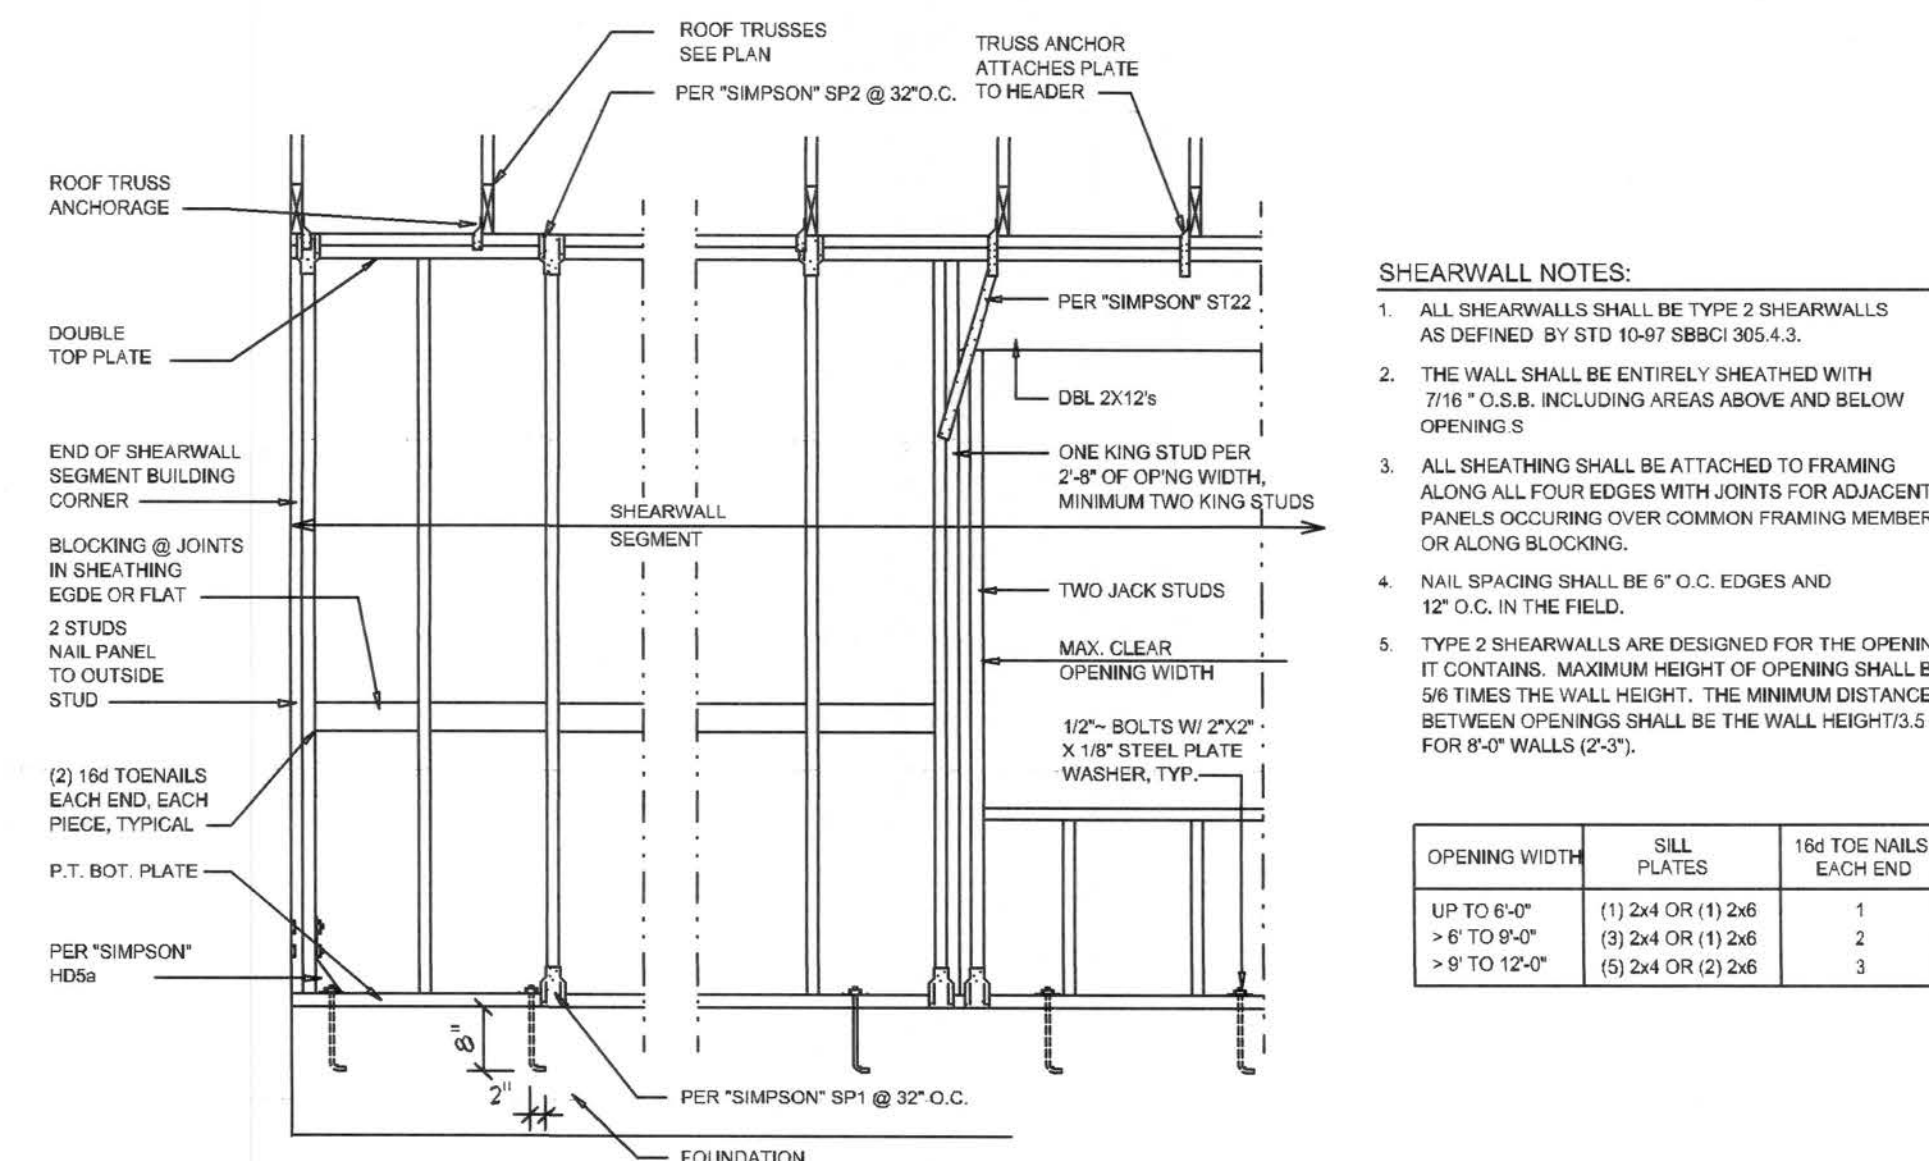 ROOF TRUSSES
SEE PLAN
PER "SIMPSON" SP2 @ 32"O.C.
TRUSS ANCHOR
ATTACHES PLATE
TO HEADER
ROOF TRUSS
ANCHORAGE
DOUBLE
TOP PLATE
END OF SHEARWALL
SEGMENT BUILDING
CORNER
BLOCKING @ JOINTS
IN SHEATHING
EGDE OR FLAT
2 STUDS
NAIL PANEL
TO OUTSIDE
STUD
(2) 16d TOENAILS
EACH END, EACH
PIECE, TYPICAL
P.T. BOT. PLATE
PER "SIMPSON"
HD5a
SHEARWALL
SEGMENT
PER "SIMPSON" ST22
DBL 2X12's
ONE KING STUD PER
2'-8" OF OP'NG WIDTH,
MINIMUM TWO KING STUDS
TWO JACK STUDS
MAX. CLEAR
OPENING WIDTH
1/2"~ BOLTS W/ 2"X2"
X 1/8" STEEL PLATE
WASHER, TYP.
8"
2"
PER "SIMPSON" SP1 @ 32" O.C.
FOUNDATION
SHEARWALL NOTES:
1. ALL SHEARWALLS SHALL BE TYPE 2 SHEARWALLS
AS DEFINED BY STD 10-97 SBBCI 305.4.3.
2. THE WALL SHALL BE ENTIRELY SHEATHED WITH
7/16 " O.S.B. INCLUDING AREAS ABOVE AND BELOW
OPENING.S
3. ALL SHEATHING SHALL BE ATTACHED TO FRAMING
ALONG ALL FOUR EDGES WITH JOINTS FOR ADJACENT
PANELS OCCURING OVER COMMON FRAMING MEMBER
OR ALONG BLOCKING.
4. NAIL SPACING SHALL BE 6" O.C. EDGES AND
12" O.C. IN THE FIELD.
5. TYPE 2 SHEARWALLS ARE DESIGNED FOR THE OPENIN
IT CONTAINS. MAXIMUM HEIGHT OF OPENING SHALL B
5/6 TIMES THE WALL HEIGHT. THE MINIMUM DISTANCE
BETWEEN OPENINGS SHALL BE THE WALL HEIGHT/3.5
FOR 8'-0" WALLS (2'-3").
OPENING WIDTH SILL PLATES 16d TOE NAILS EACH END
UP TO 6'-0" (1) 2x4 OR (1) 2x6 1
> 6' TO 9'-0" (3) 2x4 OR (1) 2x6 2
> 9' TO 12'-0" (5) 2x4 OR (2) 2x6 3